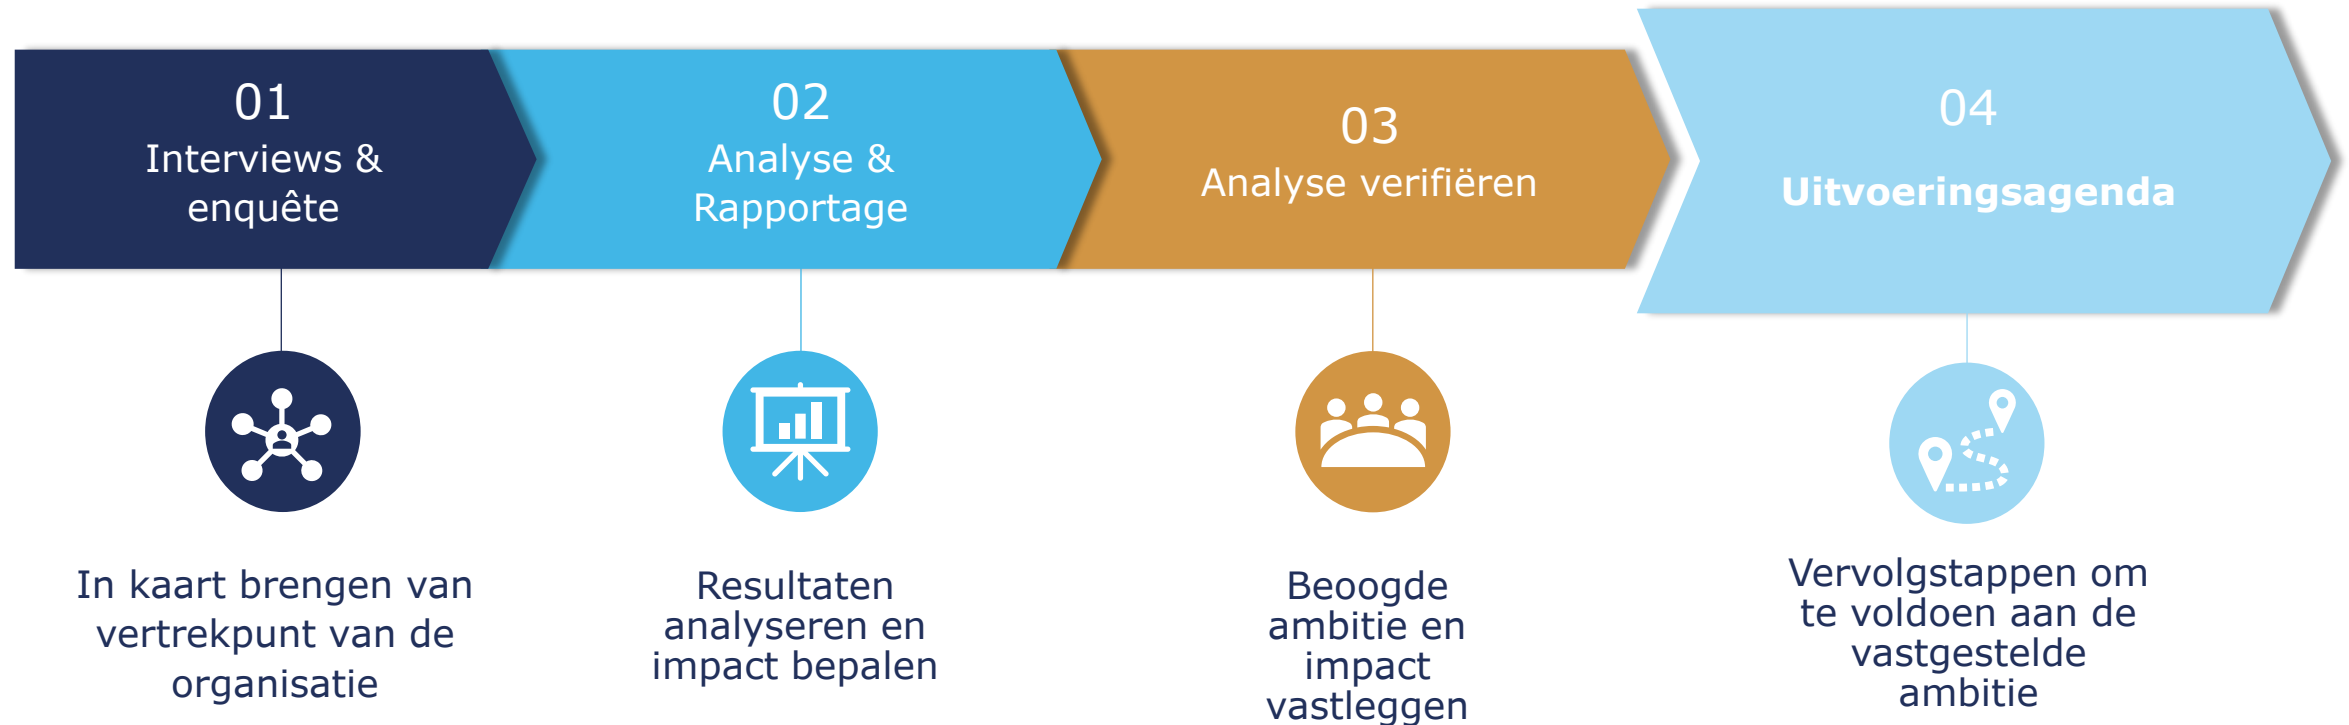 01
Interviews &
enquête
02
Analyse &
Rapportage
03
Analyse verifiëren
04
Uitvoeringsagenda
In kaart brengen van
vertrekpunt van de
organisatie
Resultaten
analyseren en
impact bepalen
Beoogde
ambitie en
impact
vastleggen
Vervolgstappen om
te voldoen aan de
vastgestelde
ambitie